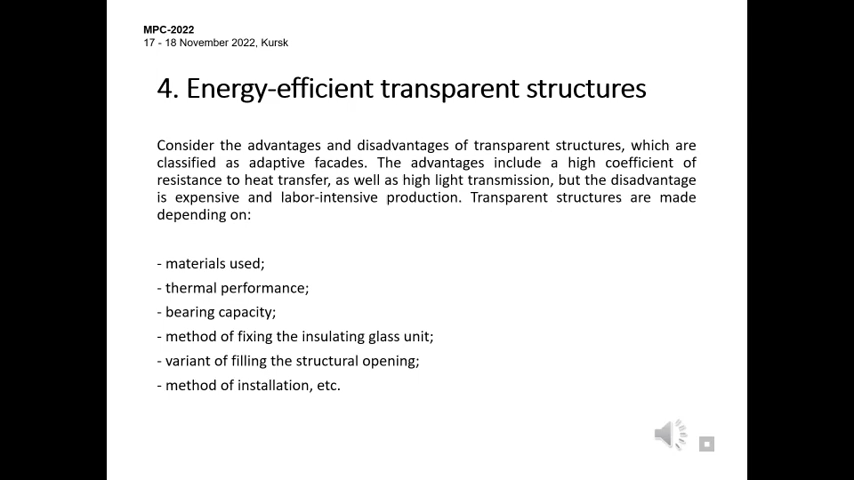 MPC-2022
17 - 18 November 2022, Kursk
4. Energy-efficient transparent structures
Consider the advantages and disadvantages of transparent structures, which are
classified as adaptive facades. The advantages include a high coefficient of
resistance to heat transfer, as well as high light transmission, but the disadvantage
is expensive and labor-intensive production. Transparent structures are made
depending on:
- materials used;
- thermal performance;
- bearing capacity;
- method of fixing the insulating glass unit;
- variant of filling the structural opening;
- method of installation, etc.